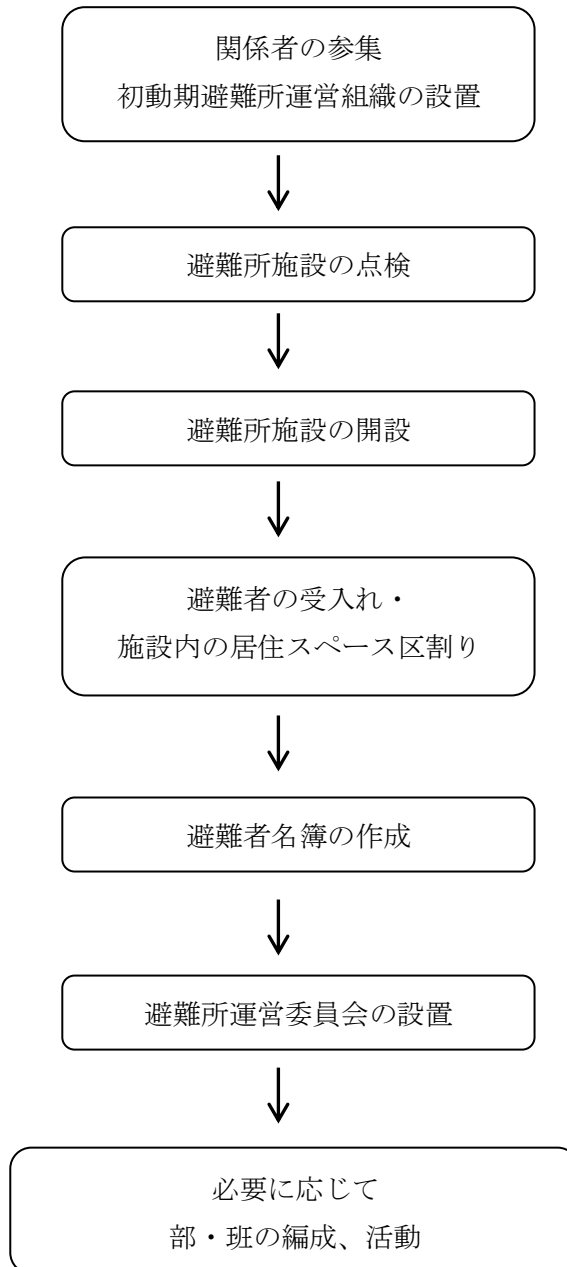 関係者の参集
初動期避難所運営組織の設置
避難所施設の点検
避難所施設の開設
避難者の受入れ・
施設内の居住スペース区割り
避難者名簿の作成
避難所運営委員会の設置
必要に応じて
部・班の編成、活動